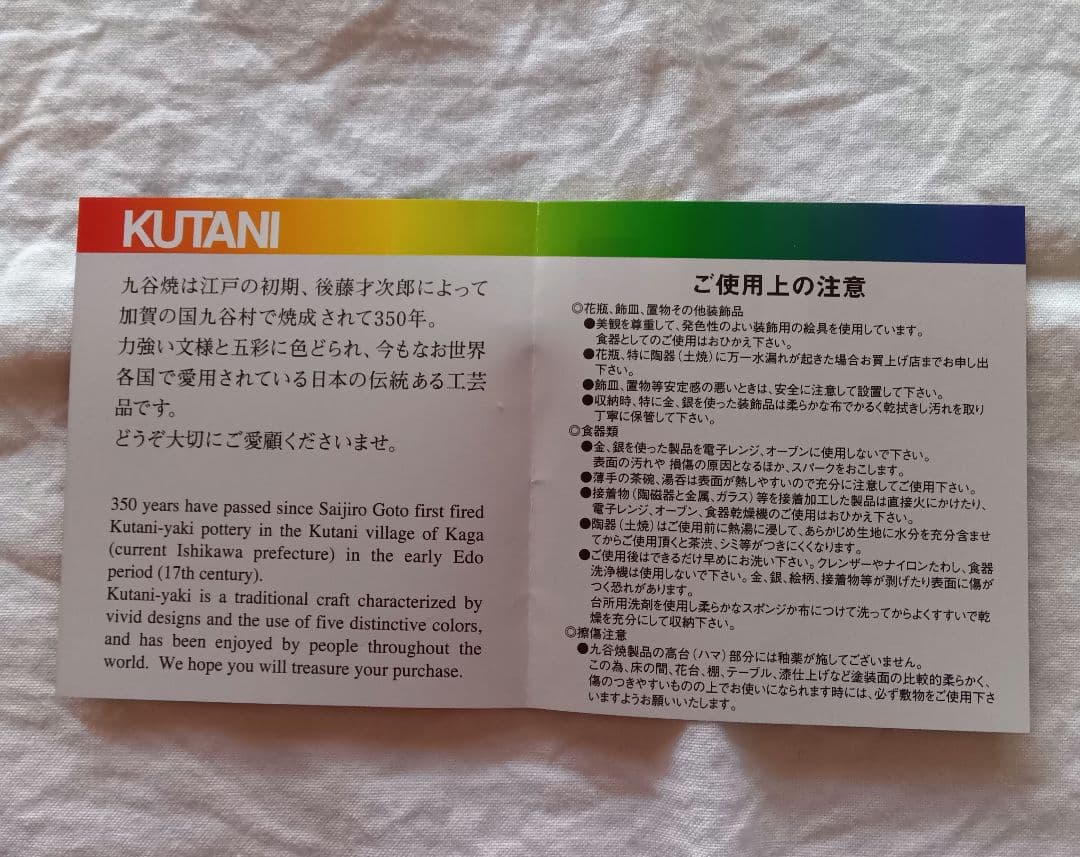 KUTANI
九谷焼は江戸の初期、後藤才次郎によって
加賀の国九谷村で焼成されて350年。
力強い文様と五彩に色どられ、今もなお世界
各国で愛用されている日本の伝統ある工芸
品です。
どうぞ大切にご愛顧くださいませ。
350 years have passed since Saijiro Goto first fired
Kutani-yaki pottery in the Kutani village of Kaga
(current Ishikawa prefecture) in the early Edo
period (17th century).
Kutani-yaki is a traditional craft characterized by
vivid designs and the use of five distinctive colors,
and has been enjoyed by people throughout the
world. We hope you will treasure your purchase.
ご使用上の注意
◎花瓶、飾皿、置物その他装飾品
●美観を尊重して、発色性のよい装飾用の絵具を使用しています。
食器としてのご使用はおひかえ下さい。
●花瓶、特に陶器（土焼）に万一水漏れが起きた場合お買上げ店までお申し出
下さい。
●飾皿、置物等安定感の悪いときは、安全に注意して設置して下さい。
●収納時、特に金、銀を使った装飾品は柔らかな布でかるく乾拭きし汚れを取り
丁寧に保管して下さい。
◎食器類
●金、銀を使った製品を電子レンジ、オーブンに使用しないで下さい。
表面の汚れや 損傷の原因となるほか、スパークをおこします。
●薄手の茶碗、湯呑は表面が熱しやすいので充分に注意してご使用下さい。
●接着物（陶磁器と金属、ガラス）等を接着加工した製品は直接火にかけたり、
電子レンジ、オーブン、食器乾燥機のご使用はおひかえ下さい。
●陶器（土焼）はご使用前に熱湯に浸して、あらかじめ生地に水分を充分含ませ
てからご使用頂くと茶渋、シミ等がつきにくくなります。
●ご使用後はできるだけ早めにお洗い下さい。クレンザーやナイロンたわし、食器
洗浄機は使用しないで下さい。金、銀、絵柄、接着物等が剥げたり表面に傷が
つく恐れがあります。
台所用洗剤を使用し柔らかなスポンジか布につけて洗ってからよくすすいで乾
燥を充分にして収納下さい。
◎擦傷注意
●九谷焼製品の高台（ハマ）部分には釉薬が施してございません。
この為、床の間、花台、棚、テーブル、漆仕上げなど塗装面の比較的柔らかく、
傷のつきやすいものの上でお使いになられます時には、必ず敷物をご使用下さ
いますようお願いいたします。